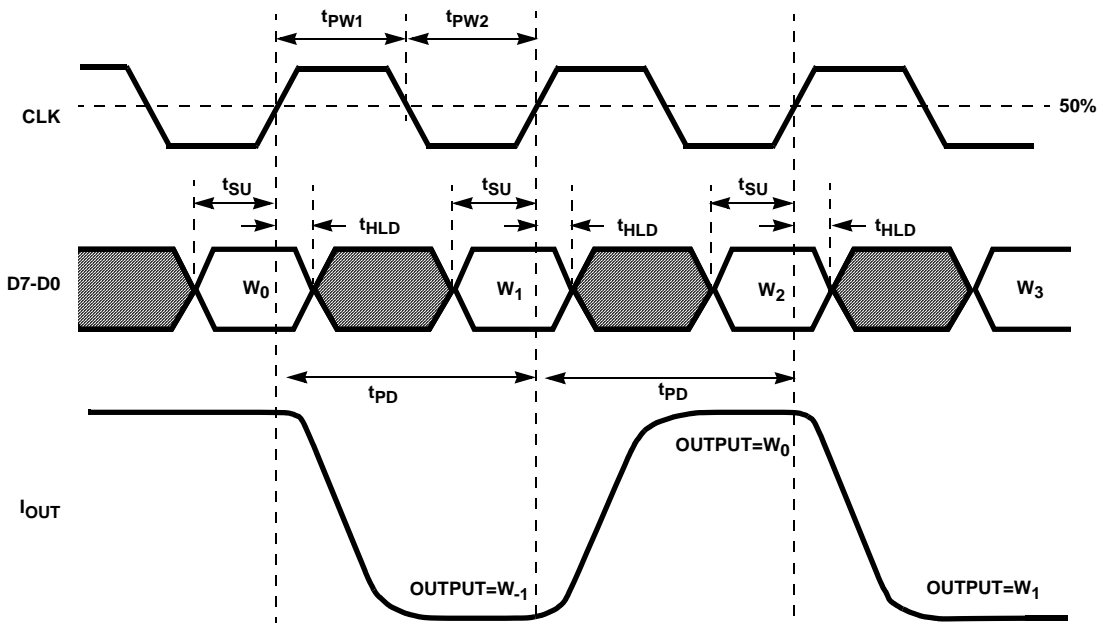 tPW1 tPW2
CLK
50%
tSU tSU tSU
tHLD tHLD tHLD
D7-D0
W0 W1 W2 W3
tPD tPD
OUTPUT=W0
IOUT
OUTPUT=W-1 OUTPUT=W1